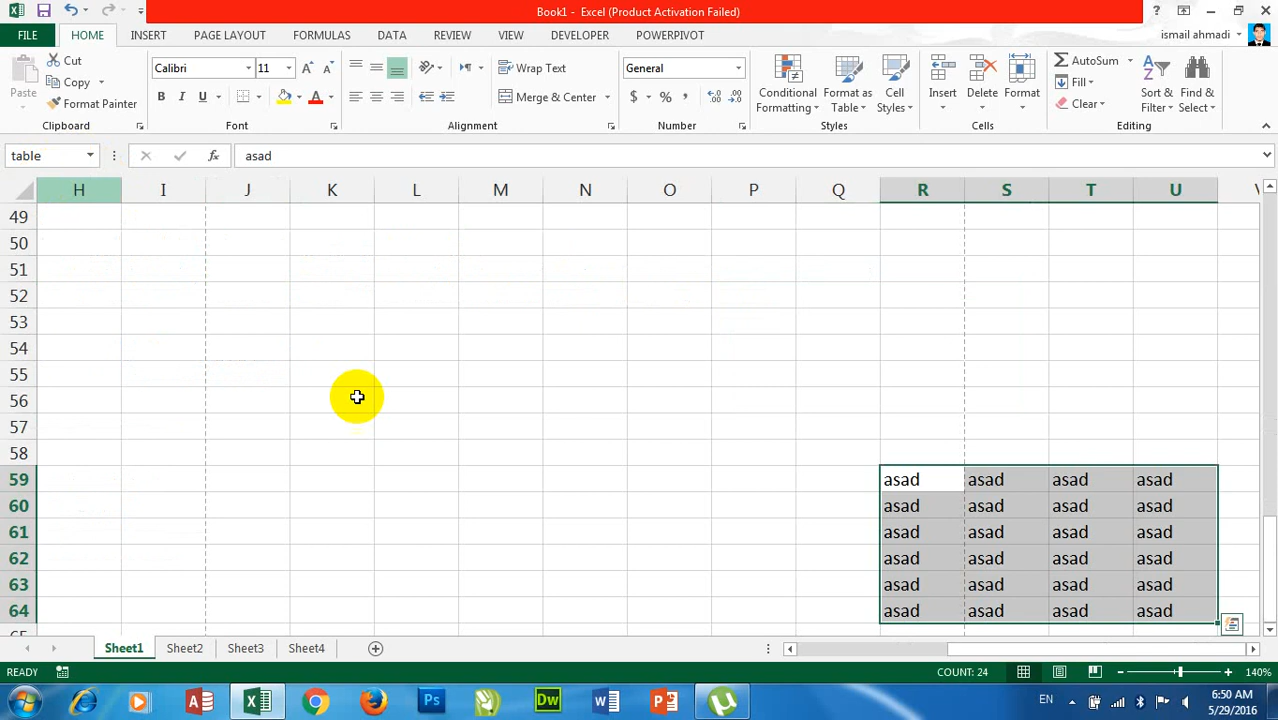 Book1 - Excel (Product Activation Failed)
FILE HOME INSERT PAGE LAYOUT FORMULAS DATA REVIEW VIEW DEVELOPER POWERPIVOT ismail ahmadi
Cut
Copy
Format Painter
Paste
Clipboard
Calibri 11
B I U
Font
Wrap Text
Merge & Center
Alignment
General
$ % ,
Number
Conditional Formatting
Format as Table
Cell Styles
Styles
Insert Delete Format
Cells
AutoSum
Fill
Clear
Sort & Filter
Find & Select
Editing
table fx asad
H I J K L M N O P Q R S T U
49
50
51
52
53
54
55
56
57
58
59 asad asad asad asad
60 asad asad asad asad
61 asad asad asad asad
62 asad asad asad asad
63 asad asad asad asad
64 asad asad asad asad
Sheet1 Sheet2 Sheet3 Sheet4
READY COUNT: 24 140%
EN 6:50 AM
5/29/2016